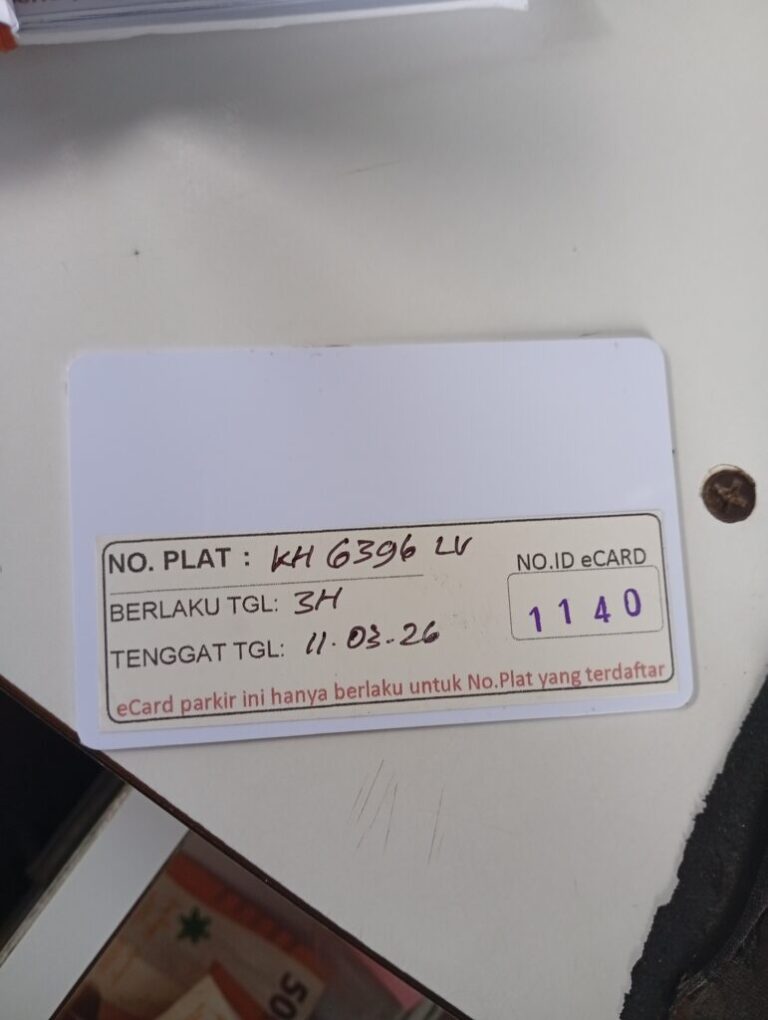 NO. PLAT : KH 6396 LV
NO.ID eCARD
BERLAKU TGL: 3H
1140
TENGGAT TGL: 11-03-26
eCard parkir ini hanya berlaku untuk No.Plat yang terdaftar
50